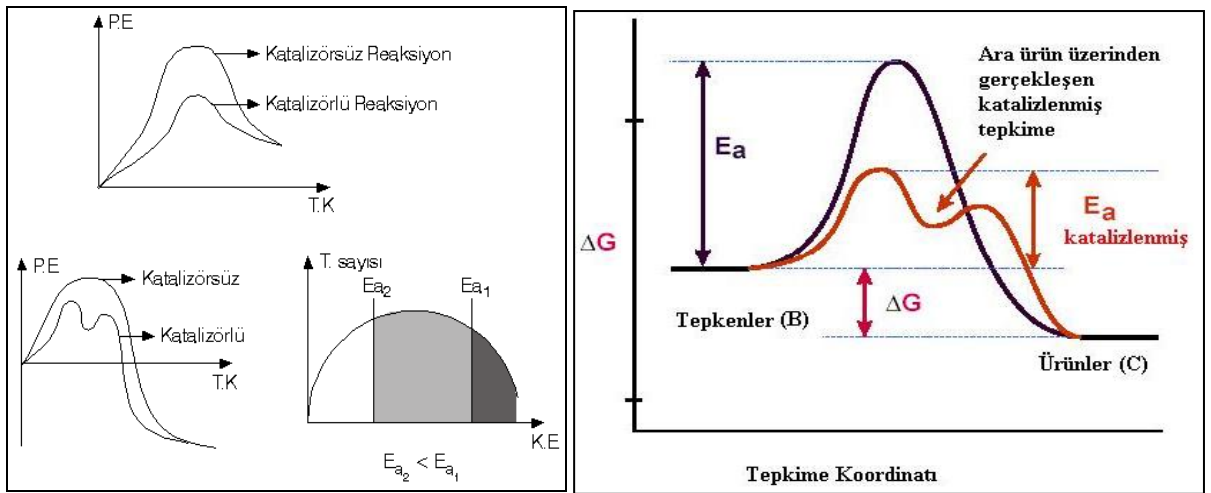 P.E
Katalizörsüz Reaksiyon
Katalizörlü Reaksiyon
T.K
P.E
Katalizörsüz
Katalizörlü
T.K
T. sayısı
Ea₂
Ea₁
K.E
Ea₂ < Ea₁
Ara ürün üzerinden
gerçekleşen
katalizlenmiş
tepkime
Ea
Ea
katalizlenmiş
ΔG
ΔG
Tepkenler (B)
Ürünler (C)
Tepkime Koordinatı